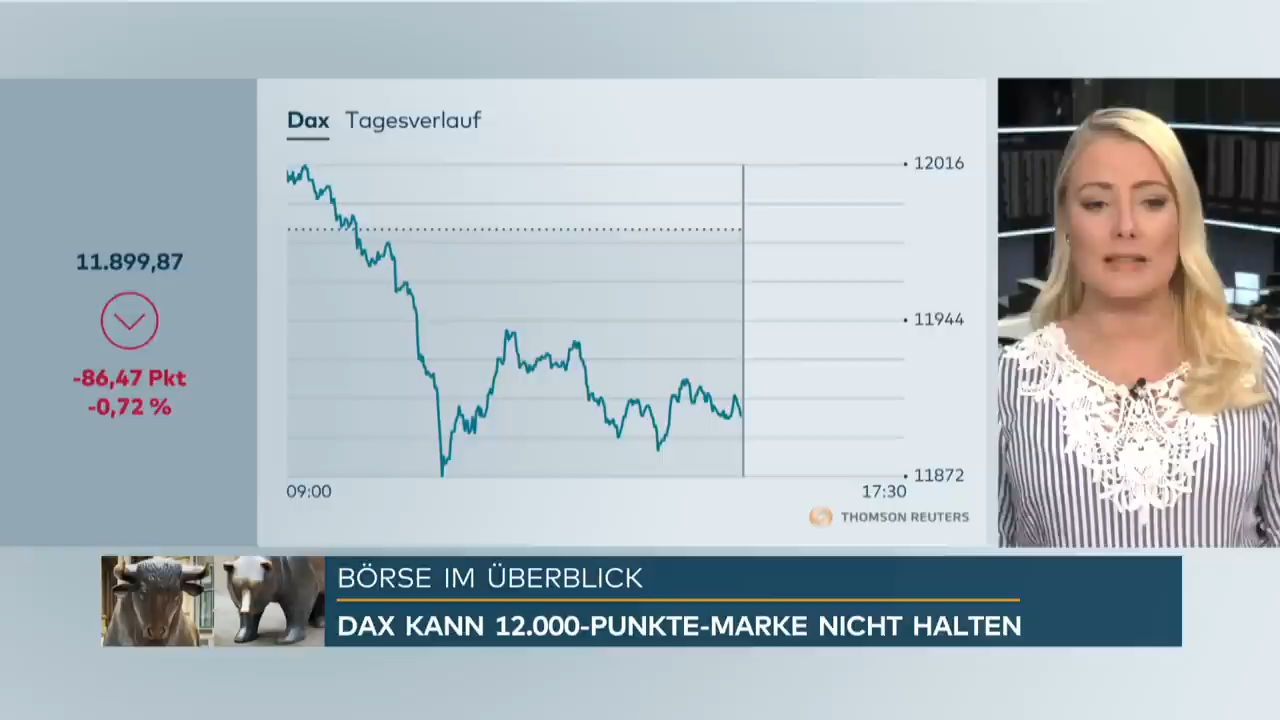 Dax Tagesverlauf
12016
11.899,87
11944
-86,47 Pkt
-0,72 %
11872
09:00 17:30
THOMSON REUTERS
BÖRSE IM ÜBERBLICK
DAX KANN 12.000-PUNKTE-MARKE NICHT HALTEN